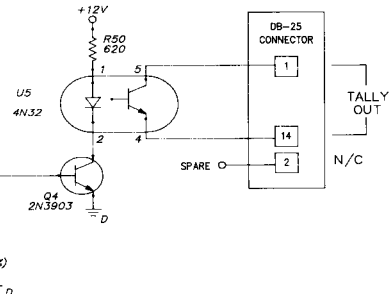 +12V
R50
620
DB-25
CONNECTOR
1
5
1
U5
4N32
TALLY
OUT
2
4
14
SPARE
2
N/C
Q4
2N3903
D
D